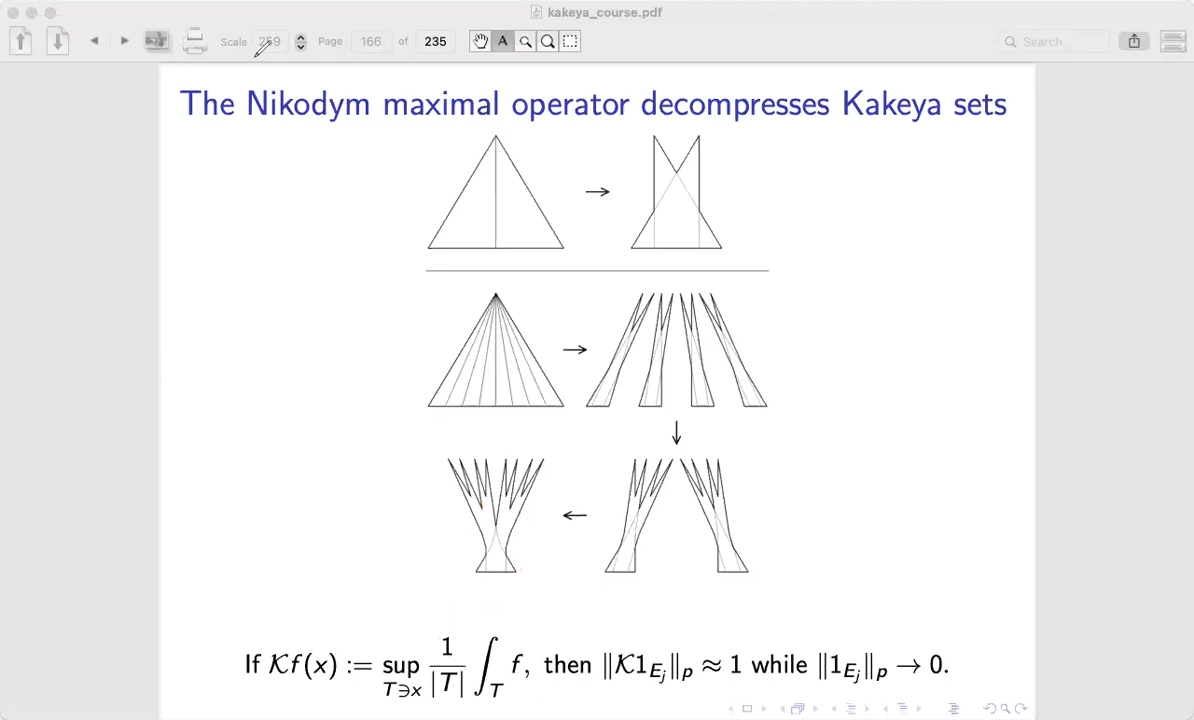 kakeya_course.pdf
Scale 259 Page 166 of 235 A Search
The Nikodym maximal operator decompresses Kakeya sets
If 𝒦f(x) := sup_{T∋x} 1/|T| ∫_T f, then ‖𝒦1_{E_j}‖_p ≈ 1 while ‖1_{E_j}‖_p → 0.